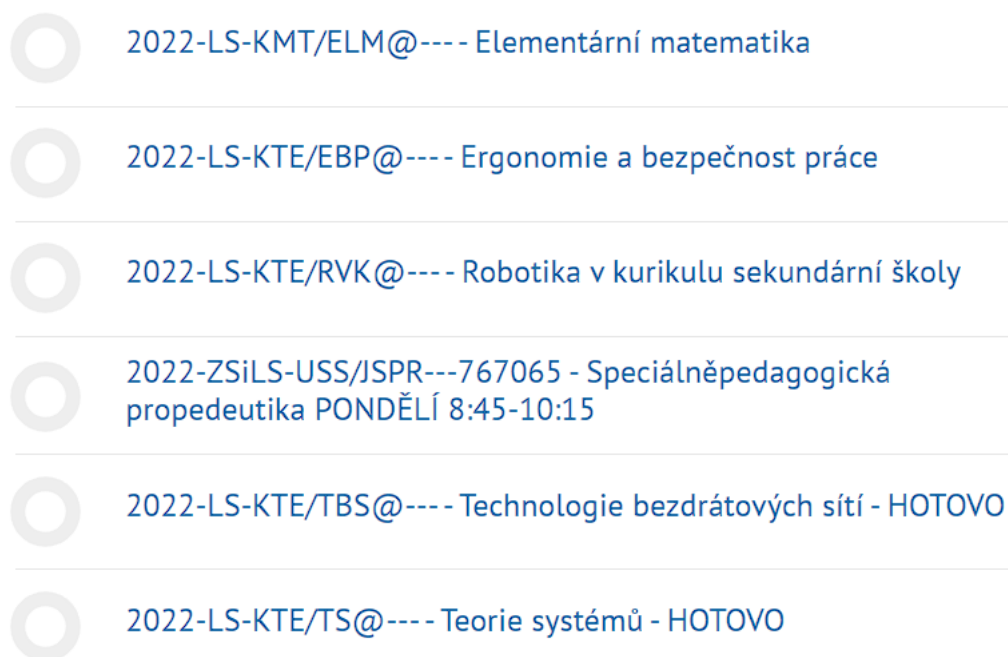 2022-LS-KMT/ELM@---- Elementární matematika
2022-LS-KTE/EBP@---- Ergonomie a bezpečnost práce
2022-LS-KTE/RVK@---- Robotika v kurikulu sekundární školy
2022-ZSiLS-USS/JSPR---767065 - Speciálněpedagogická
propedeutika PONDĚLÍ 8:45-10:15
2022-LS-KTE/TBS@---- Technologie bezdrátových sítí - HOTOVO
2022-LS-KTE/TS@---- Teorie systémů - HOTOVO